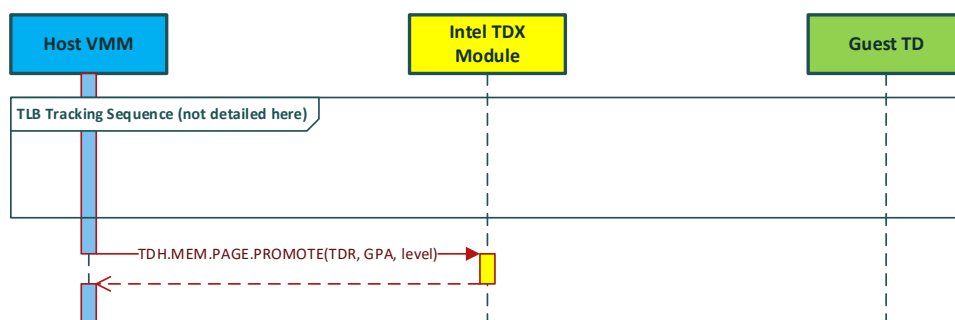 Host VMM
Intel TDX
Module
Guest TD
TLB Tracking Sequence (not detailed here)
TDH.MEM.PAGE.PROMOTE(TDR, GPA, level)